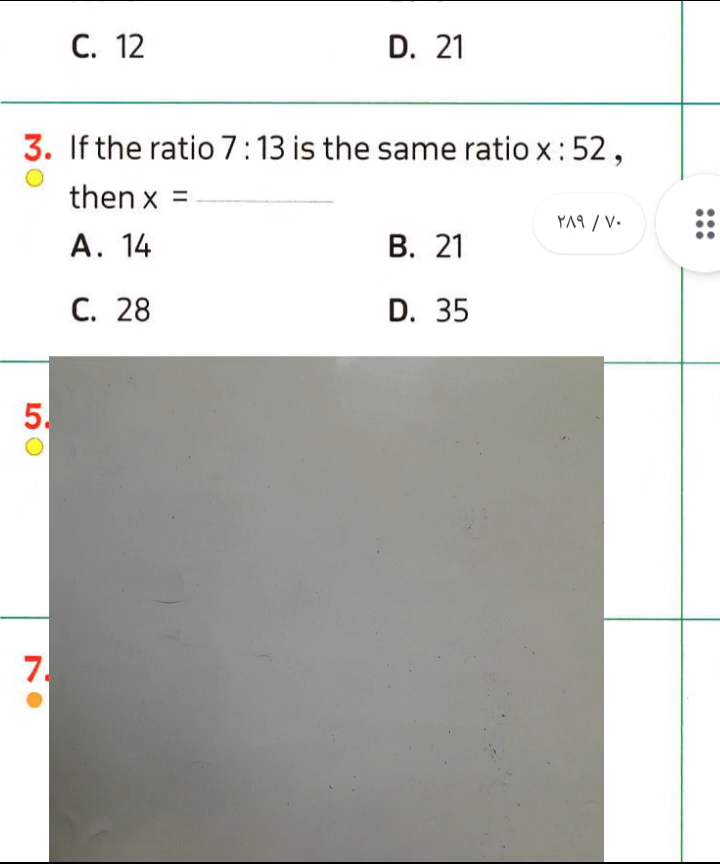 C. 12 D. 21
3. If the ratio 7 : 13 is the same ratio x : 52 ,
then x =
٢٨٩ / ٧٠
A. 14 B. 21
C. 28 D. 35
5.
7.